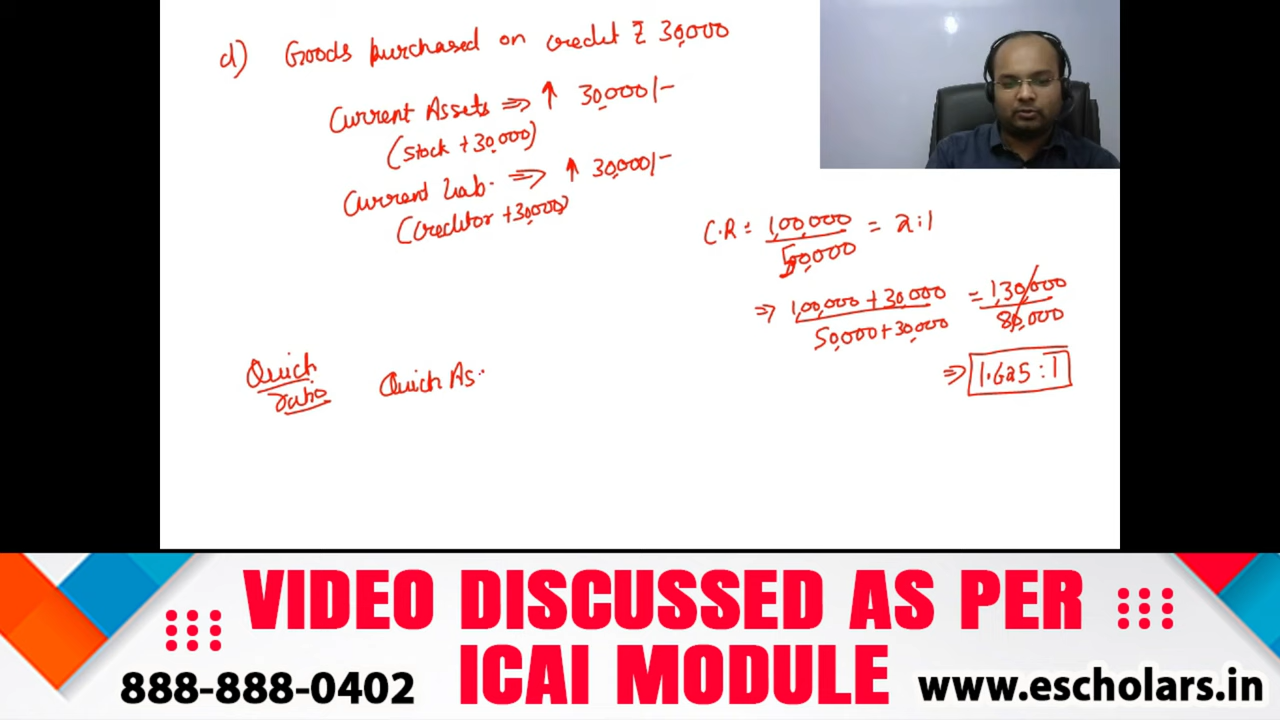 d) Goods purchased on credit ₹ 30,000
Current Assets ⇒ ↑ 30,000/-
(Stock +30,000)
Current Liab. ⇒ ↑ 30,000/-
(Creditor +30,000)
C.R = 1,00,000 / 50,000 = 2:1
⇒ 1,00,000 + 30,000 / 50,000 + 30,000 = 1,30,000 / 80,000
⇒ 1.625 : 1
Quick ratio
Quick As.
VIDEO DISCUSSED AS PER
ICAI MODULE
888-888-0402
www.escholars.in